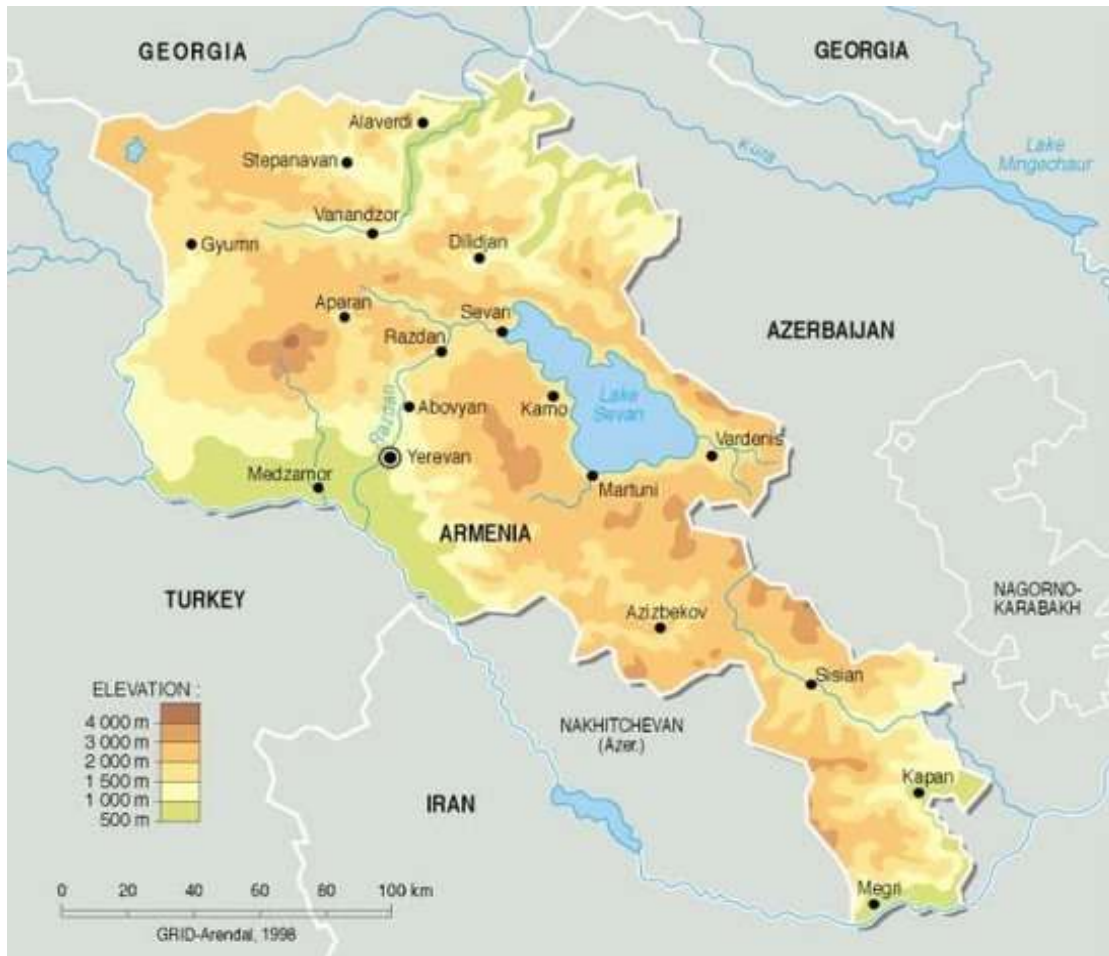 GEORGIA
GEORGIA
Alaverdi
Stepanavan
Kura
Lake
Mingechaur
Vanandzor
Gyumri
Dilidjan
Aparan
Sevan
Razdan
AZERBAIJAN
Razdan
Abovyan
Kamo
Lake
Sevan
Vardenis
Yerevan
Medzamor
Martuni
ARMENIA
TURKEY
NAGORNO-
KARABAKH
Azizbekov
Sisian
ELEVATION :
4 000 m
3 000 m
2 000 m
1 500 m
1 000 m
500 m
NAKHITCHEVAN
(Azer.)
Kapan
IRAN
Megri
0 20 40 60 80 100 km
GRID-Arendal, 1998